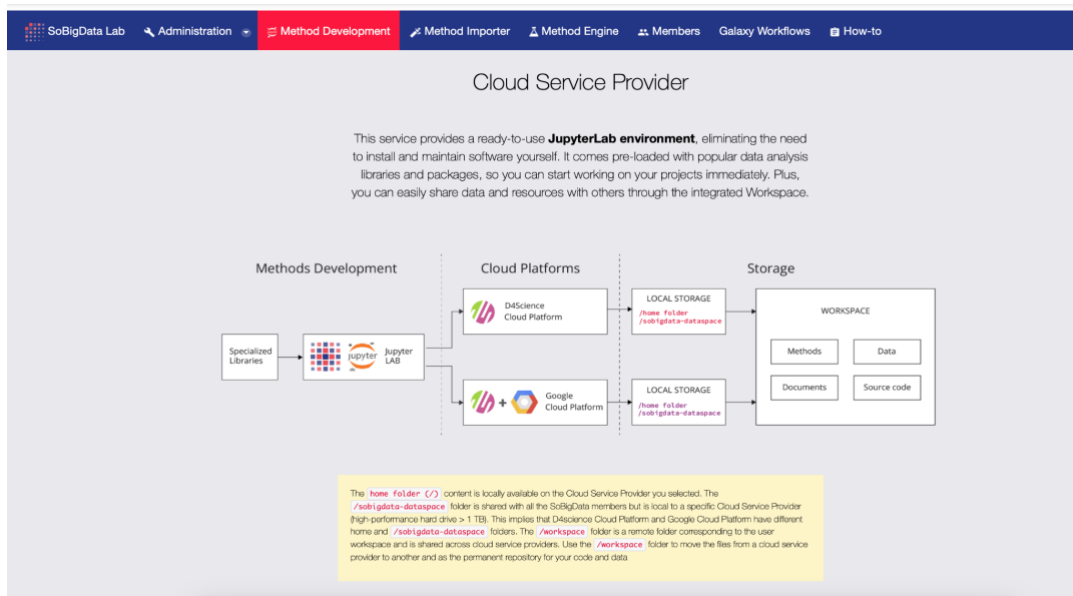 SoBigData Lab Administration Method Development Method Importer Method Engine Members Galaxy Workflows How-to
Cloud Service Provider
This service provides a ready-to-use JupyterLab environment, eliminating the need
to install and maintain software yourself. It comes pre-loaded with popular data analysis
libraries and packages, so you can start working on your projects immediately. Plus,
you can easily share data and resources with others through the integrated Workspace.
Methods Development
Cloud Platforms
Storage
Specialized
Libraries
jupyter
Jupyter
LAB
D4Science
Cloud Platform
+
Google
Cloud Platform
LOCAL STORAGE
/home folder
/sobigdata-dataspace
LOCAL STORAGE
/home folder
/sobigdata-dataspace
WORKSPACE
Methods
Data
Documents
Source code
The home folder (/) content is locally available on the Cloud Service Provider you selected. The
/sobigdata-dataspace folder is shared with all the SoBigData members but is local to a specific Cloud Service Provider
(high-performance hard drive > 1 TB). This implies that D4science Cloud Platform and Google Cloud Platform have different
home and /sobigdata-dataspace folders. The /workspace folder is a remote folder corresponding to the user
workspace and is shared across cloud service providers. Use the /workspace folder to move the files from a cloud service
provider to another and as the permanent repository for your code and data